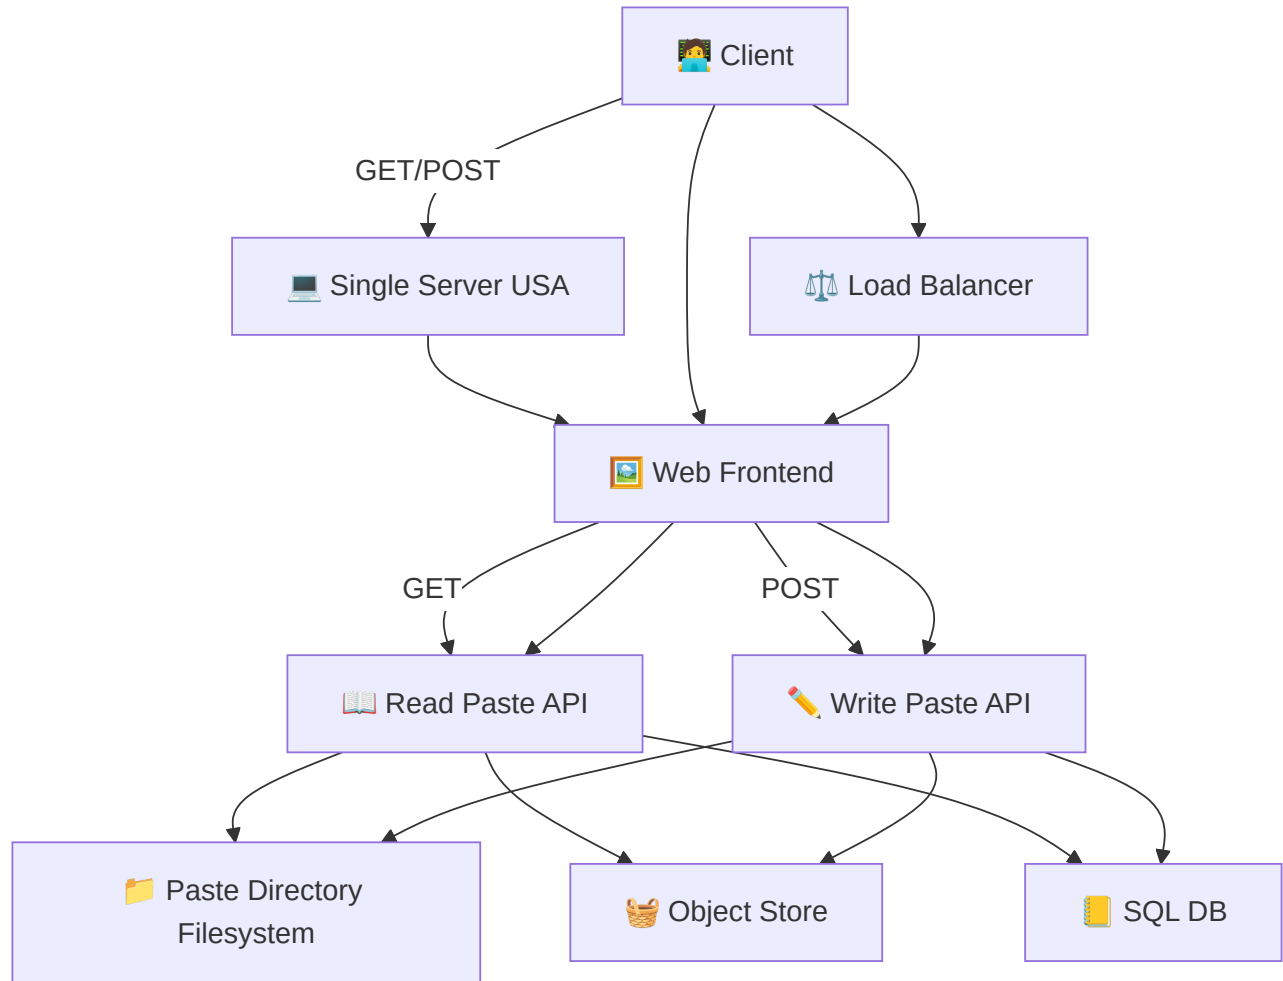 🧑‍💻 Client
GET/POST
💻 Single Server USA
⚖️ Load Balancer
🖼️ Web Frontend
GET
POST
📖 Read Paste API
✏️ Write Paste API
📁 Paste Directory
Filesystem
🧺 Object Store
📒 SQL DB